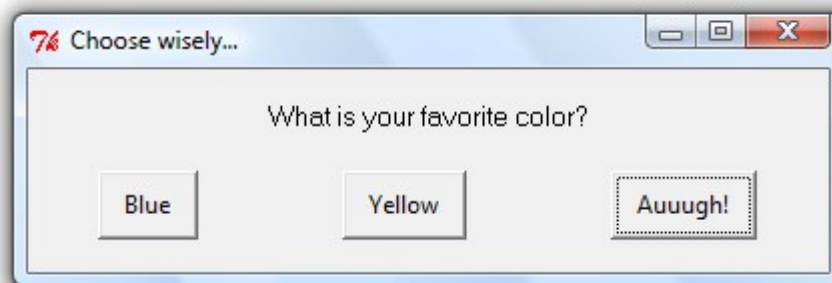 Choose wisely...
What is your favorite color?
Blue Yellow Auuugh!